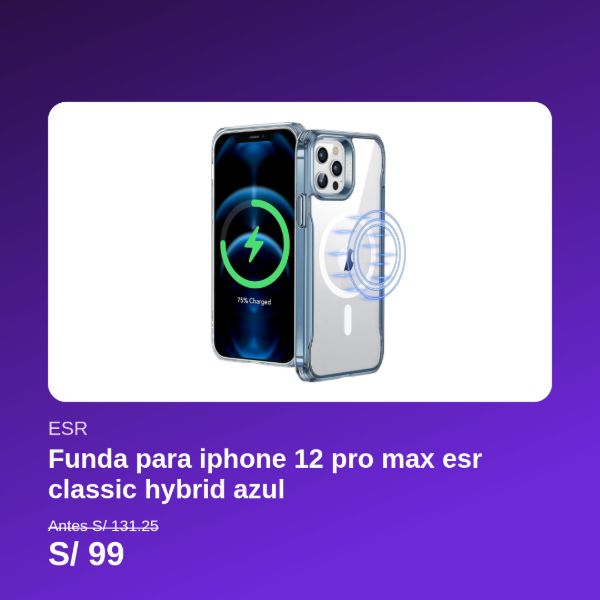 75% Charged
ESR
Funda para iphone 12 pro max esr
classic hybrid azul
Antes S/ 131.25
S/ 99